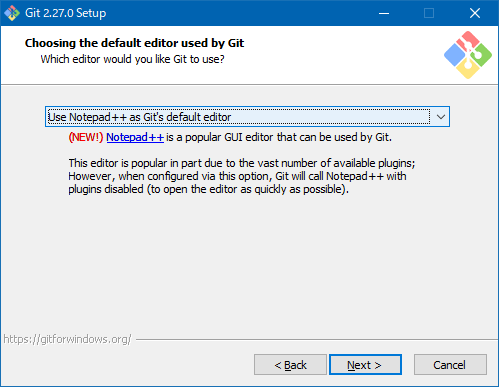 Git 2.27.0 Setup
Choosing the default editor used by Git
Which editor would you like Git to use?
Use Notepad++ as Git's default editor
(NEW!) Notepad++ is a popular GUI editor that can be used by Git.
This editor is popular in part due to the vast number of available plugins;
However, when configured via this option, Git will call Notepad++ with
plugins disabled (to open the editor as quickly as possible).
https://gitforwindows.org/
< Back
Next >
Cancel